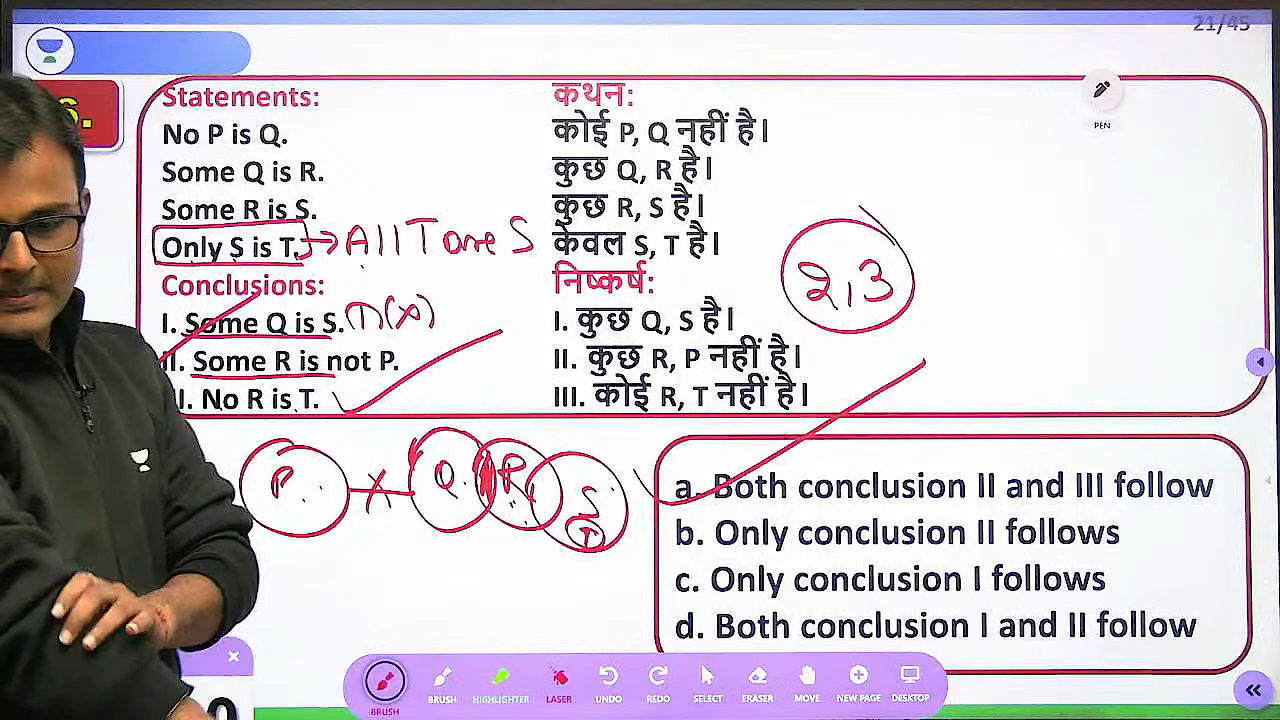 21/45
S.
Statements:
No P is Q.
Some Q is R.
Some R is S.
Only S is T. → All T are S
Conclusions:
I. Some Q is S.
II. Some R is not P.
I. No R is T.
कथन:
कोई P, Q नहीं है।
कुछ Q, R है।
कुछ R, S है।
केवल S, T है।
निष्कर्ष:
I. कुछ Q, S है।
II. कुछ R, P नहीं है।
III. कोई R, T नहीं है।
2,3
PEN
P Q R S
T
a. Both conclusion II and III follow
b. Only conclusion II follows
c. Only conclusion I follows
d. Both conclusion I and II follow
BRUSH BRUSH HIGHLIGHTER LASER UNDO REDO SELECT ERASER MOVE NEW PAGE DESKTOP